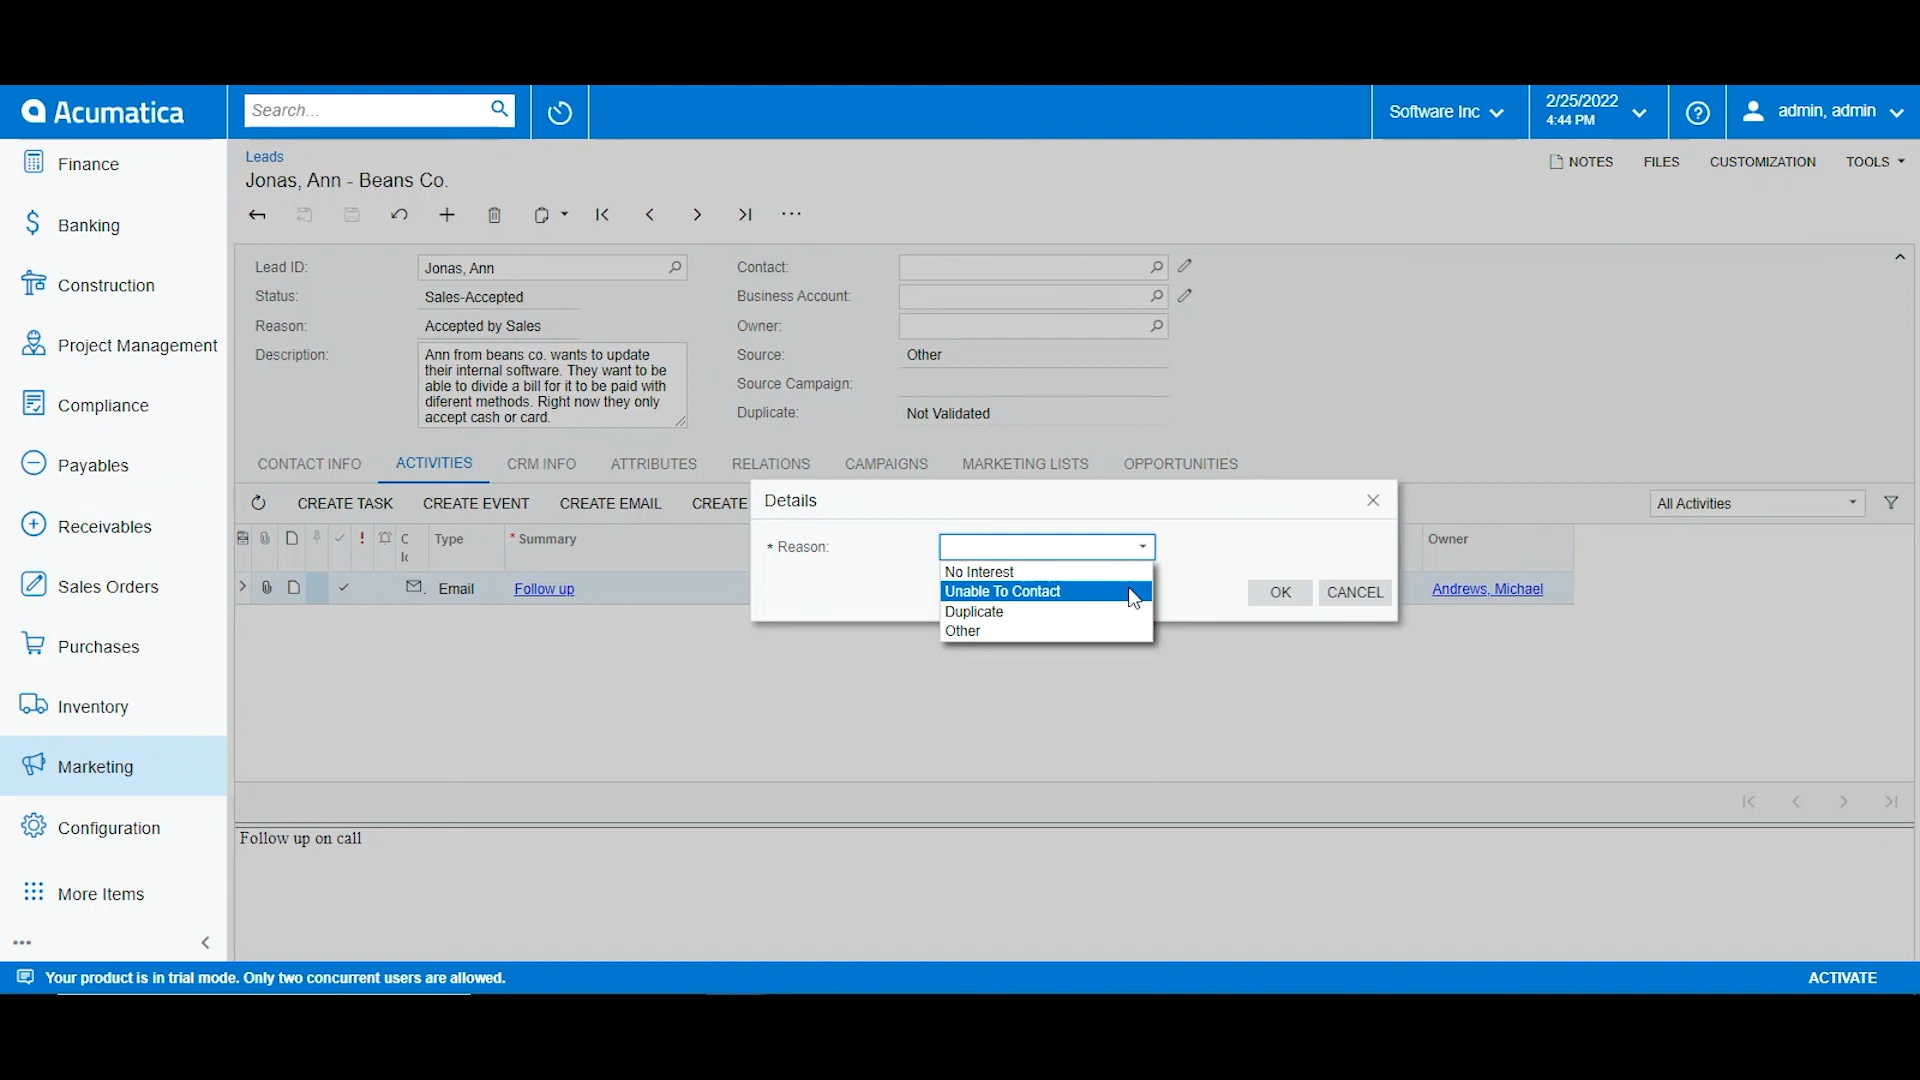 Acumatica
Search...
Software Inc
2/25/2022
4:44 PM
admin, admin
Finance
Banking
Construction
Project Management
Compliance
Payables
Receivables
Sales Orders
Purchases
Inventory
Marketing
Configuration
More Items
Leads
Jonas, Ann - Beans Co.
NOTES
FILES
CUSTOMIZATION
TOOLS
Lead ID:
Jonas, Ann
Status:
Sales-Accepted
Reason:
Accepted by Sales
Description:
Ann from beans co. wants to update
their internal software. They want to be
able to divide a bill for it to be paid with
diferent methods. Right now they only
accept cash or card.
Contact:
Business Account:
Owner:
Source:
Other
Source Campaign:
Duplicate:
Not Validated
CONTACT INFO
ACTIVITIES
CRM INFO
ATTRIBUTES
RELATIONS
CAMPAIGNS
MARKETING LISTS
OPPORTUNITIES
CREATE TASK
CREATE EVENT
CREATE EMAIL
CREATE
All Activities
Type
* Summary
Owner
Email
Follow up
Andrews, Michael
Details
* Reason:
No Interest
Unable To Contact
Duplicate
Other
OK
CANCEL
Follow up on call
Your product is in trial mode. Only two concurrent users are allowed.
ACTIVATE